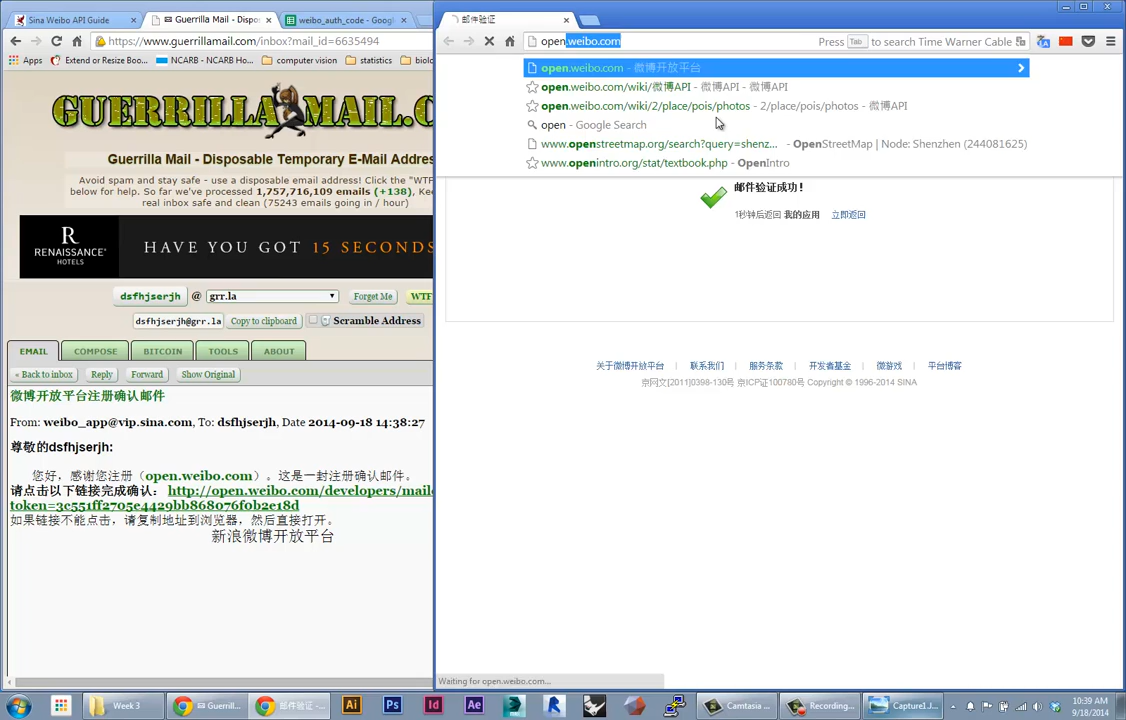 Sina Weibo API Guide
Guerrilla Mail - Dispos
weibo_auth_code - Googl
https://www.guerrillamail.com/inbox?mail_id=6635494
Apps
Extend or Resize Boo
NCARB - NCARB Hor
computer vision
statistics
biolo
GUERRILLA MA
Guerrilla Mail - Disposable Temporary E-Mail Addre
Avoid spam and stay safe - use a disposable email address! Click the "WTF
below for help. So far we've processed 1,757,716,109 emails (+138), Kee
real inbox safe and clean (75243 emails going in / hour)
R
RENAISSANCE
HOTELS
HAVE YOU GOT 15 SECONDS
dsfhjserjh @ grr.la
Forget Me
WTF
dsfhjserjh@grr.la
Copy to clipboard
Scramble Address
EMAIL
COMPOSE
BITCOIN
TOOLS
ABOUT
« Back to inbox
Reply
Forward
Show Original
微博开放平台注册确认邮件
From: weibo_app@vip.sina.com, To: dsfhjserjh, Date 2014-09-18 14:38:27
尊敬的dsfhjserjh:
您好，感谢您注册（open.weibo.com）。这是一封注册确认邮件。
请点击以下链接完成确认： http://open.weibo.com/developers/maile
token=3c551ff2705e4429bb868076f0b2e18d
如果链接不能点击，请复制地址到浏览器，然后直接打开。
新浪微博开放平台
邮件验证
open.weibo.com
Press Tab to search Time Warner Cable
open.weibo.com - 微博开放平台
open.weibo.com/wiki/微博API - 微博API - 微博API
open.weibo.com/wiki/2/place/pois/photos - 2/place/pois/photos - 微博API
open - Google Search
www.openstreetmap.org/search?query=shenz... - OpenStreetMap | Node: Shenzhen (244081625)
www.openintro.org/stat/textbook.php - OpenIntro
邮件验证成功！
1秒钟后返回 我的应用 立即返回
关于微博开放平台 | 联系我们 | 服务条款 | 开发者基金 | 微游戏 | 平台博客
京网文[2011]0398-130号 京ICP证100780号 Copyright © 1996-2014 SINA
Waiting for open.weibo.com...
Week 3
Guerril...
邮件验证 -...
Ai
Ps
Id
Ae
R
Camtasia ...
Recording...
Capture1.J...
10:39 AM
9/18/2014